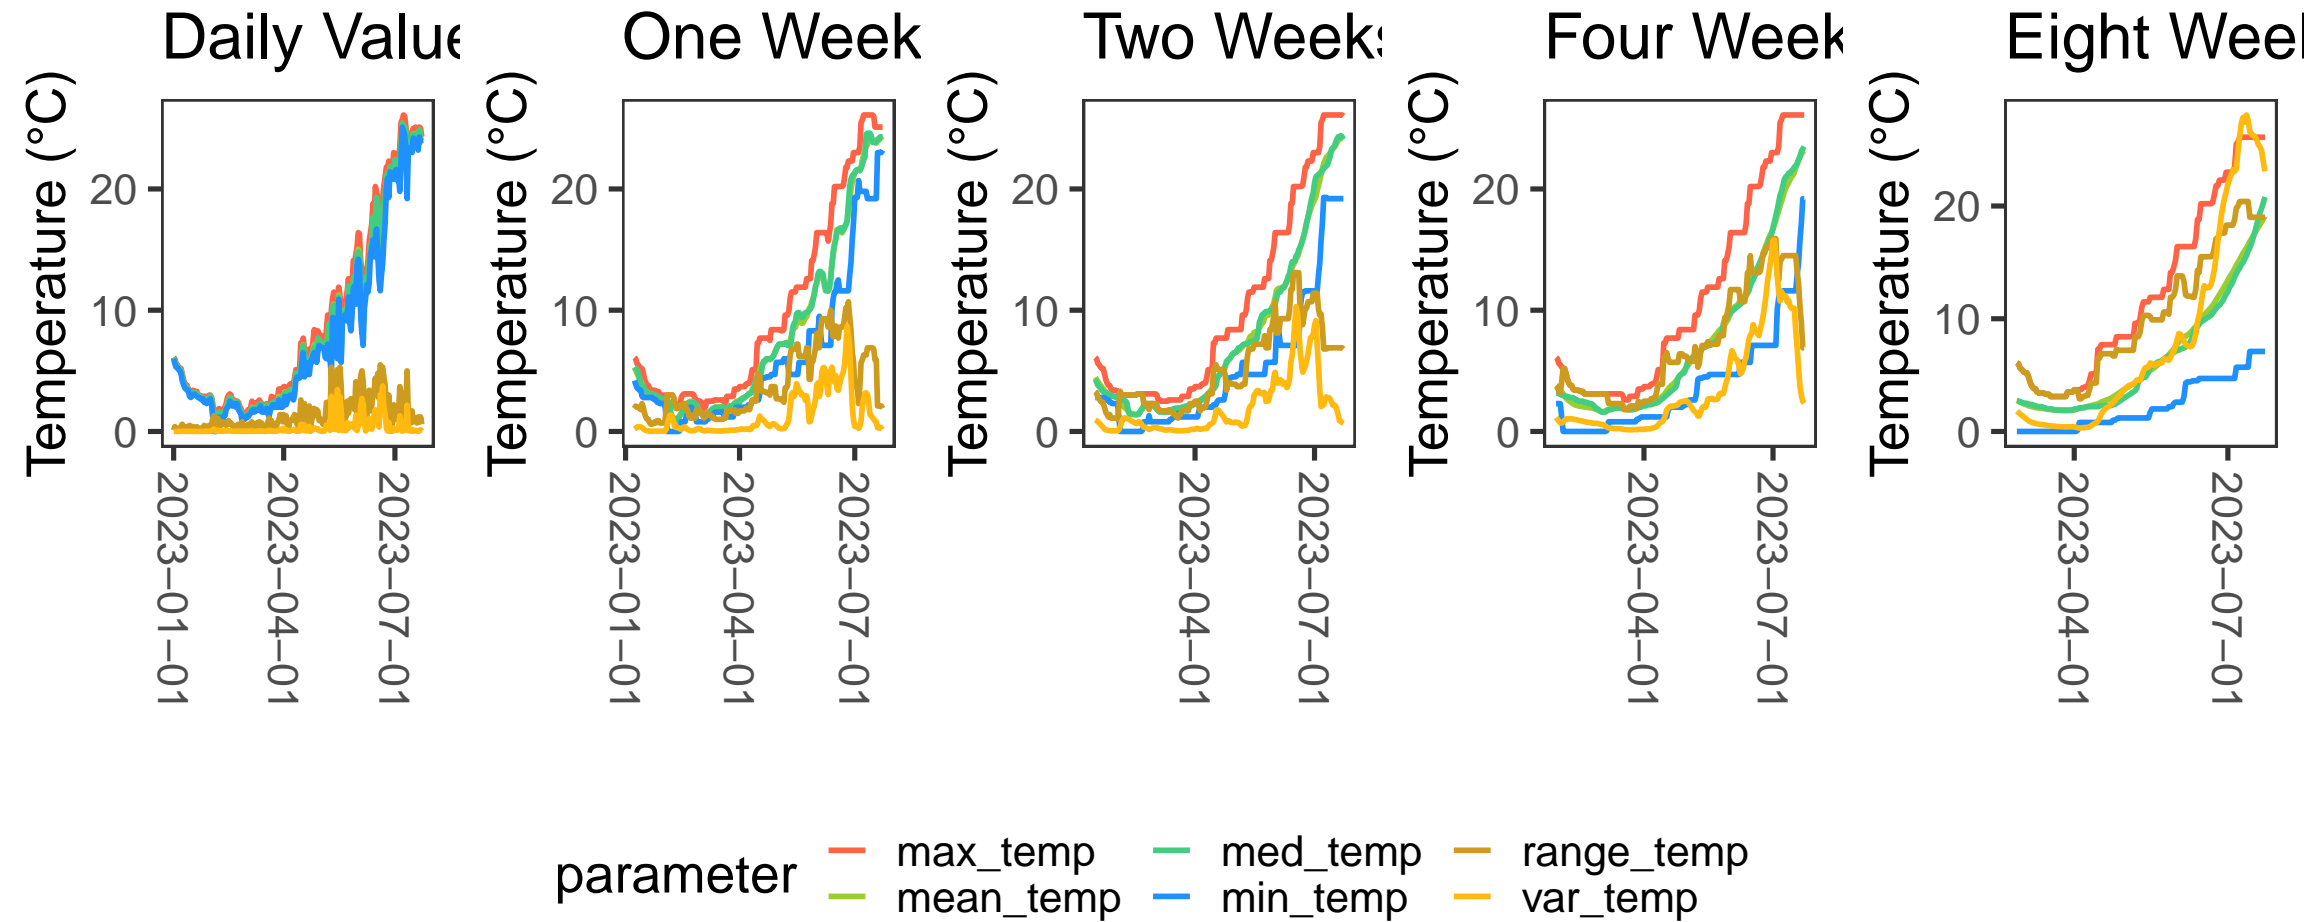 Daily Value
One Week
Two Weeks
Four Week
Eight Wee
Temperature (°C)
20
10
0
2023−01−01
2023−04−01
2023−07−01
Temperature (°C)
20
10
0
2023−01−01
2023−04−01
2023−07−01
Temperature (°C)
20
10
0
2023−04−01
2023−07−01
Temperature (°C)
20
10
0
2023−04−01
2023−07−01
Temperature (°C)
20
10
0
2023−04−01
2023−07−01
parameter
max_temp
mean_temp
med_temp
min_temp
range_temp
var_temp